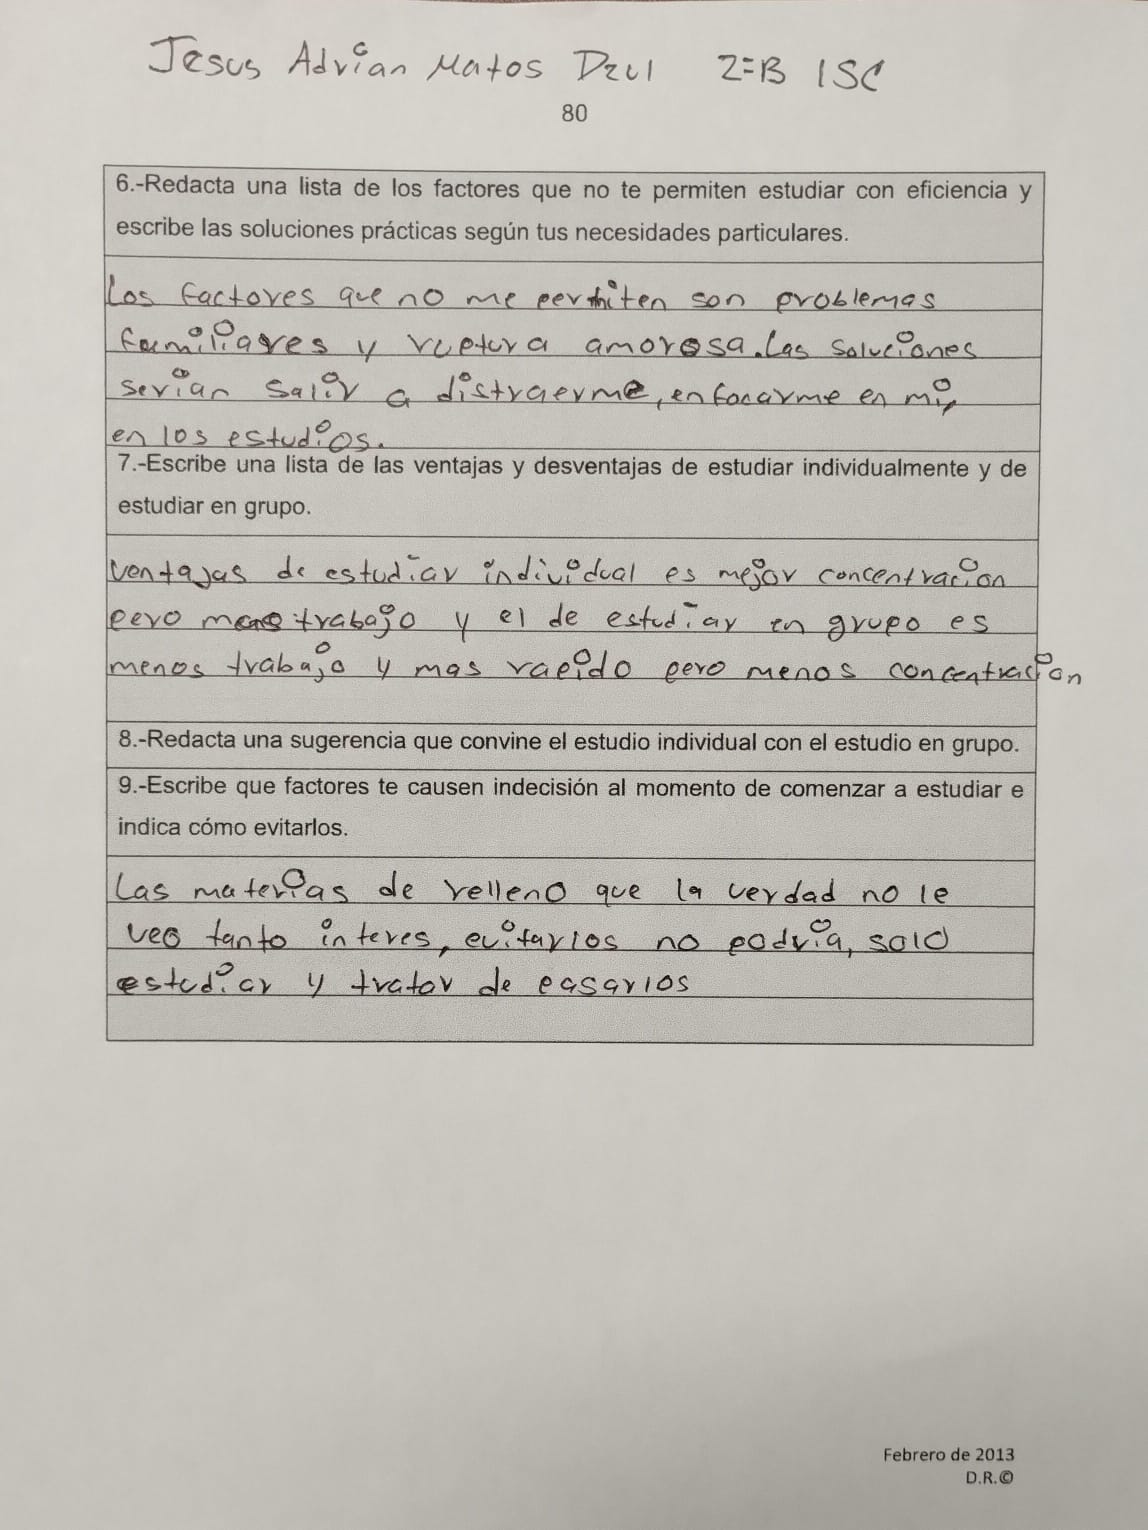 Jesus Adrian Matos Dzul 2=B ISC
80
6.-Redacta una lista de los factores que no te permiten estudiar con eficiencia y
escribe las soluciones prácticas según tus necesidades particulares.
Los factores que no me permiten son problemas
familiares y ruptura amorosa. Las soluciones
serian salir a distraerme, enfocarme en mi,
en los estudios.
7.-Escribe una lista de las ventajas y desventajas de estudiar individualmente y de
estudiar en grupo.
ventajas de estudiar individual es mejor concentracion
pero trabajo y el de estudiar en grupo es
menos trabajo y mas rapido pero menos concentracion
8.-Redacta una sugerencia que convine el estudio individual con el estudio en grupo.
9.-Escribe que factores te causen indecisión al momento de comenzar a estudiar e
indica cómo evitarlos.
Las materias de relleno que la verdad no le
veo tanto interes, evitarlos no podria, solo
estudiar y tratar de pasarlos
Febrero de 2013
D.R.©